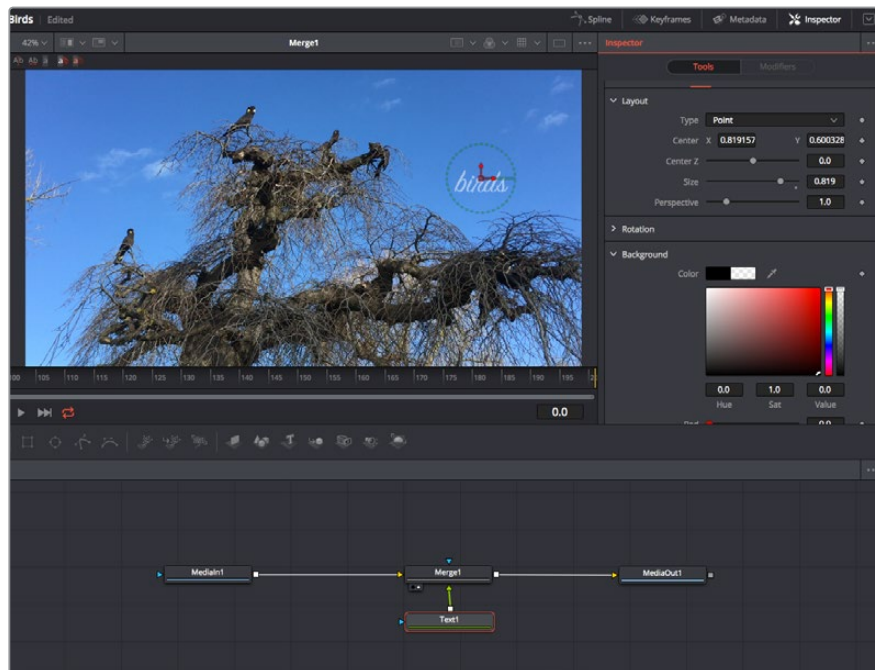 Birds Edited
Spline Keyframes Metadata Inspector
42% Merge1 Inspector
Tools Modifiers
Layout
Type Point
Center X 0.819157 Y 0.600328
Center Z 0.0
Size 0.819
Perspective 1.0
Rotation
Background
Color
birds
105 110 115 120 125 130 135 140 145 150 155 160 165 170 175 180 185 190 195
0.0
0.0 1.0 0.0
Hue Sat Value
MediaIn1 Merge1 MediaOut1
Text1